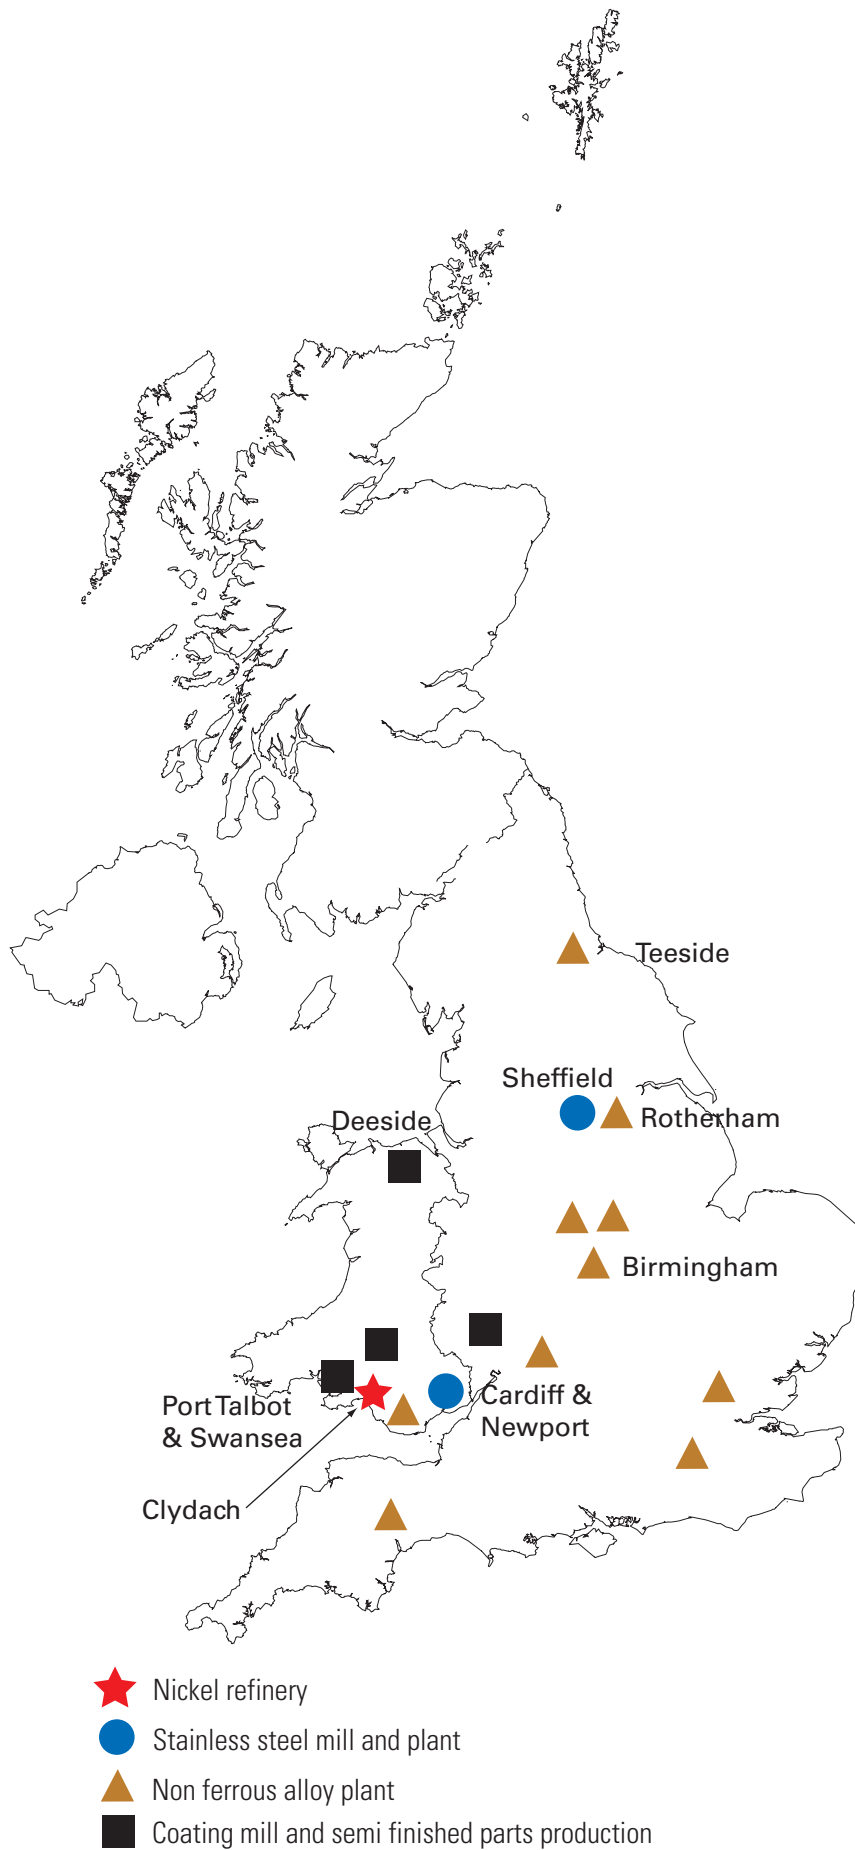 Teeside
Sheffield
Rotherham
Deeside
Birmingham
Port Talbot
& Swansea
Cardiff &
Newport
Clydach
Nickel refinery
Stainless steel mill and plant
Non ferrous alloy plant
Coating mill and semi finished parts production